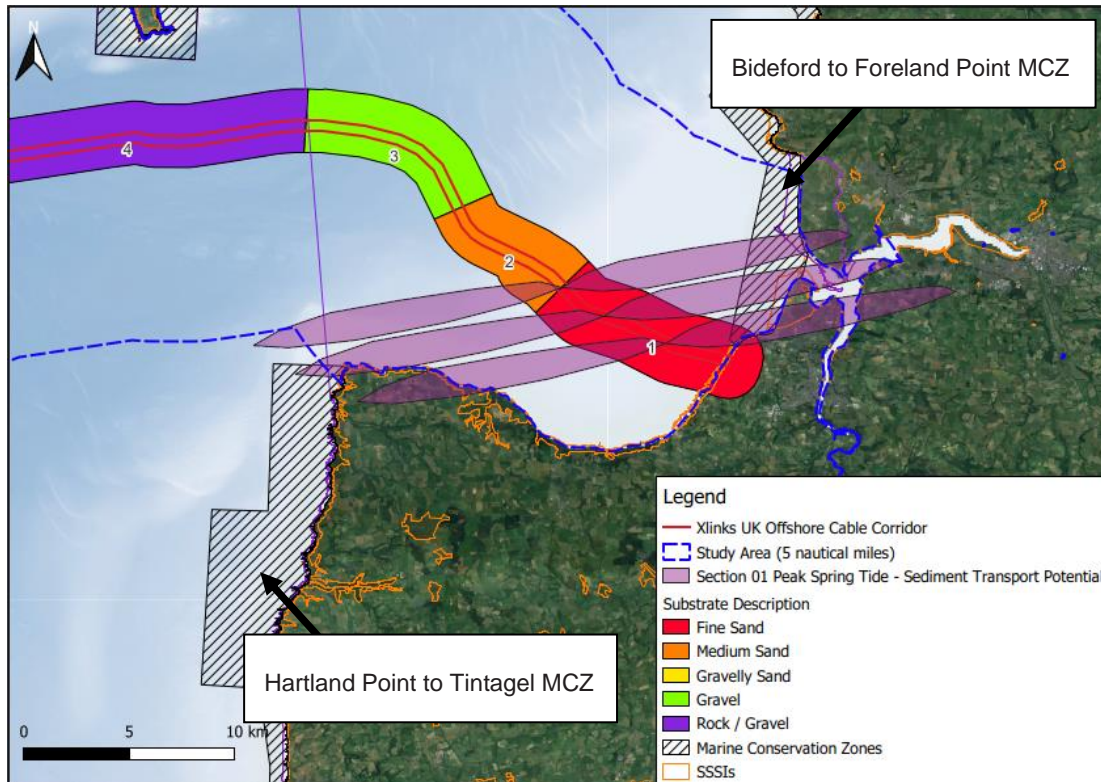 N
Bideford to Foreland Point MCZ
4
3
2
1
Hartland Point to Tintagel MCZ
0 5 10 km
Legend
Xlinks UK Offshore Cable Corridor
Study Area (5 nautical miles)
Section 01 Peak Spring Tide - Sediment Transport Potential
Substrate Description
Fine Sand
Medium Sand
Gravelly Sand
Gravel
Rock / Gravel
Marine Conservation Zones
SSSIs